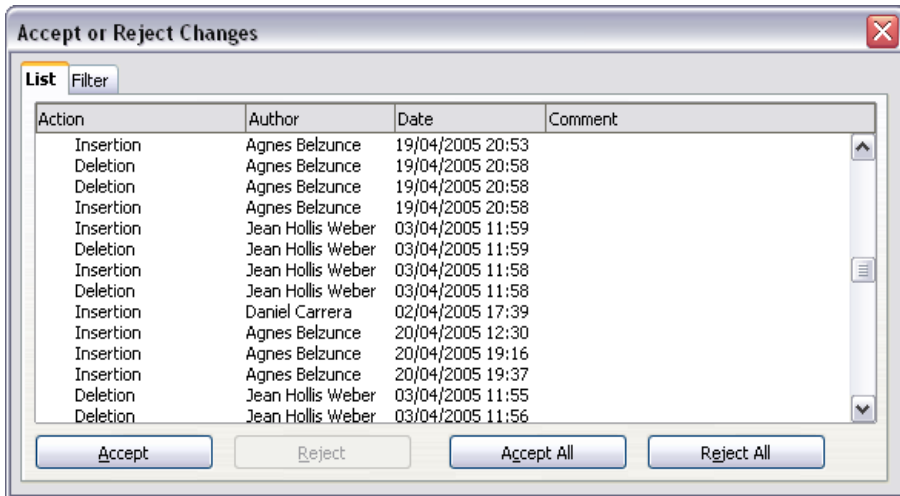 Accept or Reject Changes
List Filter
Action Author Date Comment
Insertion Agnes Belzunce 19/04/2005 20:53
Deletion Agnes Belzunce 19/04/2005 20:58
Deletion Agnes Belzunce 19/04/2005 20:58
Insertion Agnes Belzunce 19/04/2005 20:58
Insertion Jean Hollis Weber 03/04/2005 11:59
Deletion Jean Hollis Weber 03/04/2005 11:59
Insertion Jean Hollis Weber 03/04/2005 11:58
Deletion Jean Hollis Weber 03/04/2005 11:58
Insertion Daniel Carrera 02/04/2005 17:39
Insertion Agnes Belzunce 20/04/2005 12:30
Insertion Agnes Belzunce 20/04/2005 19:16
Insertion Agnes Belzunce 20/04/2005 19:37
Deletion Jean Hollis Weber 03/04/2005 11:55
Deletion Jean Hollis Weber 03/04/2005 11:56
Accept Reject Accept All Reject All